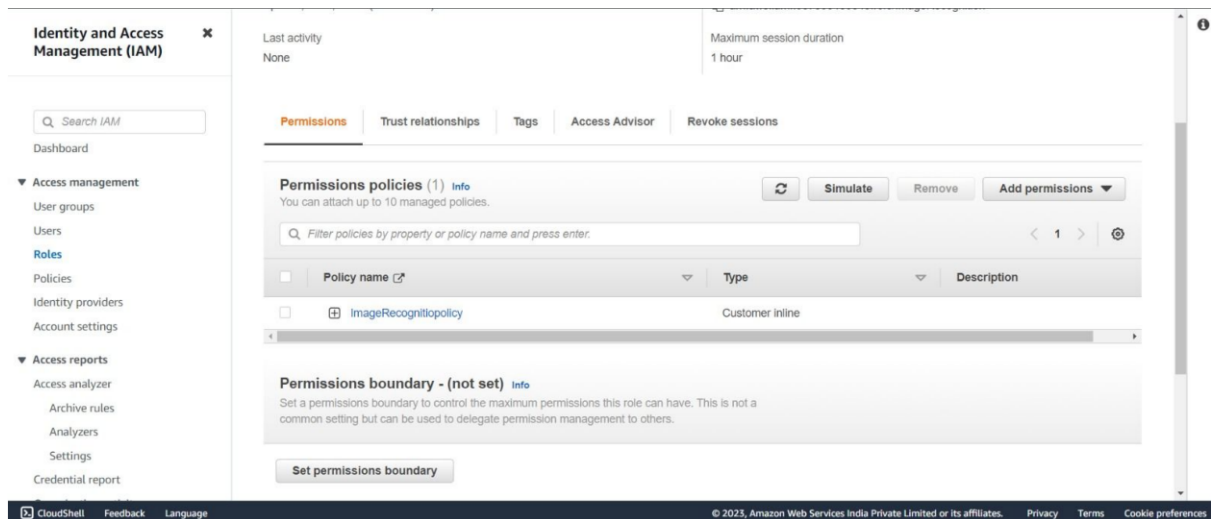 Identity and Access
Management (IAM)
Search IAM
Dashboard
Access management
User groups
Users
Roles
Policies
Identity providers
Account settings
Access reports
Access analyzer
Archive rules
Analyzers
Settings
Credential report
Last activity
None
Maximum session duration
1 hour
Permissions Trust relationships Tags Access Advisor Revoke sessions
Permissions policies (1) Info
You can attach up to 10 managed policies.
Simulate Remove Add permissions
Filter policies by property or policy name and press enter.
1
Policy name Type Description
ImageRecognitiopolicy Customer inline
Permissions boundary - (not set) Info
Set a permissions boundary to control the maximum permissions this role can have. This is not a
common setting but can be used to delegate permission management to others.
Set permissions boundary
CloudShell Feedback Language © 2023, Amazon Web Services India Private Limited or its affiliates. Privacy Terms Cookie preferences